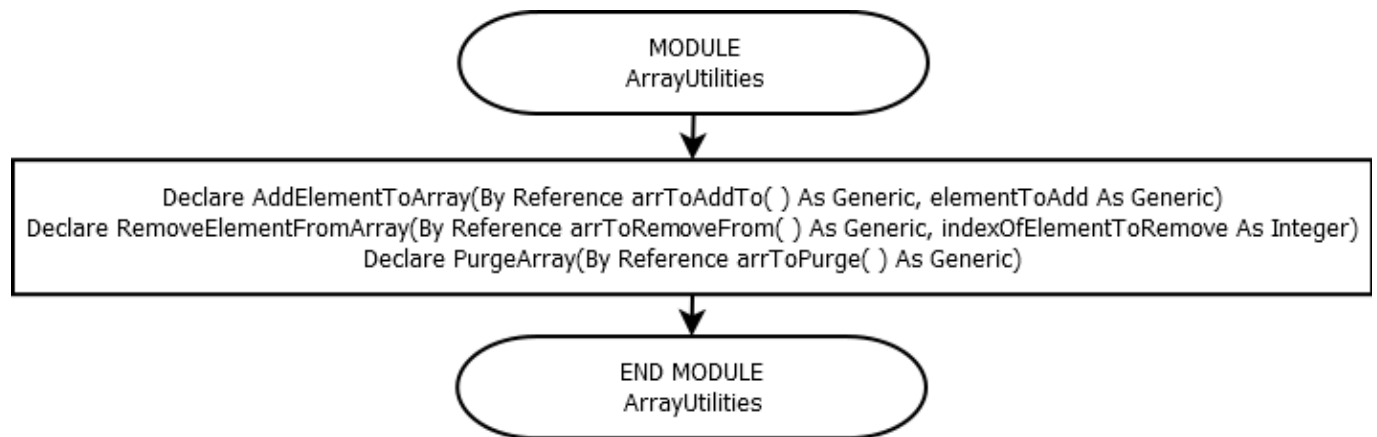 MODULE
ArrayUtilities
Declare AddElementToArray(By Reference arrToAddTo( ) As Generic, elementToAdd As Generic)
Declare RemoveElementFromArray(By Reference arrToRemoveFrom( ) As Generic, indexOfElementToRemove As Integer)
Declare PurgeArray(By Reference arrToPurge( ) As Generic)
END MODULE
ArrayUtilities